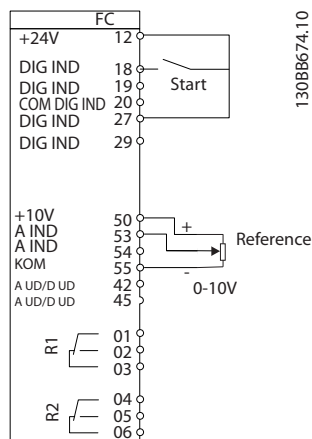 FC
+24V 12
DIG IND 18
DIG IND 19
COM DIG IND 20
DIG IND 27
DIG IND 29
Start
130BB674.10
+10V 50
A IND 53
A IND 54
KOM 55
A UD/D UD 42
A UD/D UD 45
+
-
Reference
0-10V
R1
01
02
03
R2
04
05
06